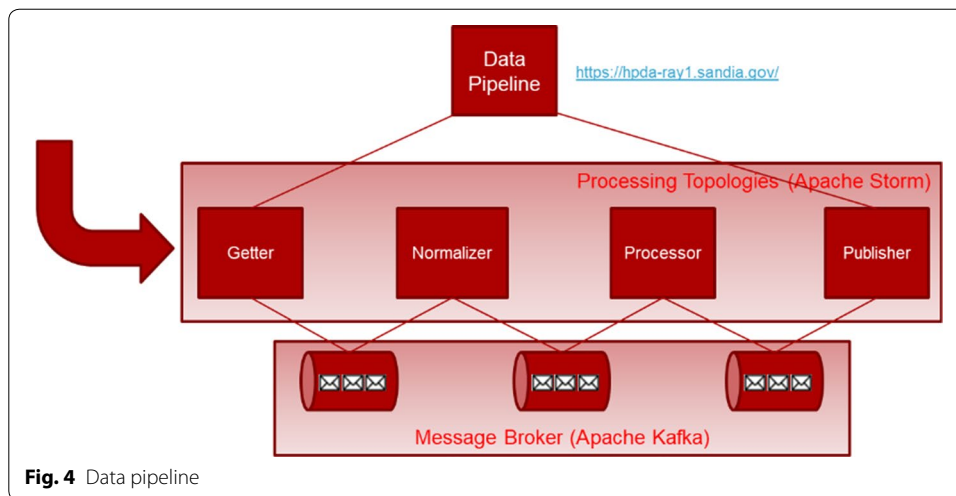 Data
Pipeline
https://hpda-ray1.sandia.gov/
Processing Topologies (Apache Storm)
Getter
Normalizer
Processor
Publisher
Message Broker (Apache Kafka)
Fig. 4 Data pipeline